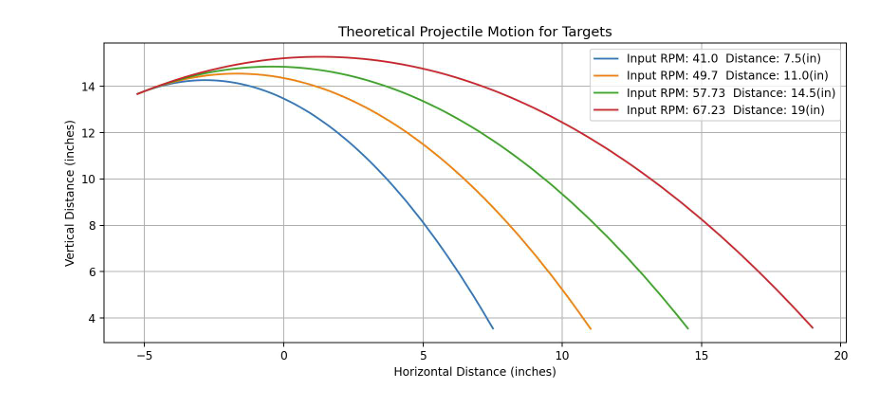 Theoretical Projectile Motion for Targets
Input RPM: 41.0  Distance: 7.5(in)
Input RPM: 49.7  Distance: 11.0(in)
Input RPM: 57.73  Distance: 14.5(in)
Input RPM: 67.23  Distance: 19(in)
Vertical Distance (inches)
14
12
10
8
6
4
−5
0
5
10
15
20
Horizontal Distance (inches)